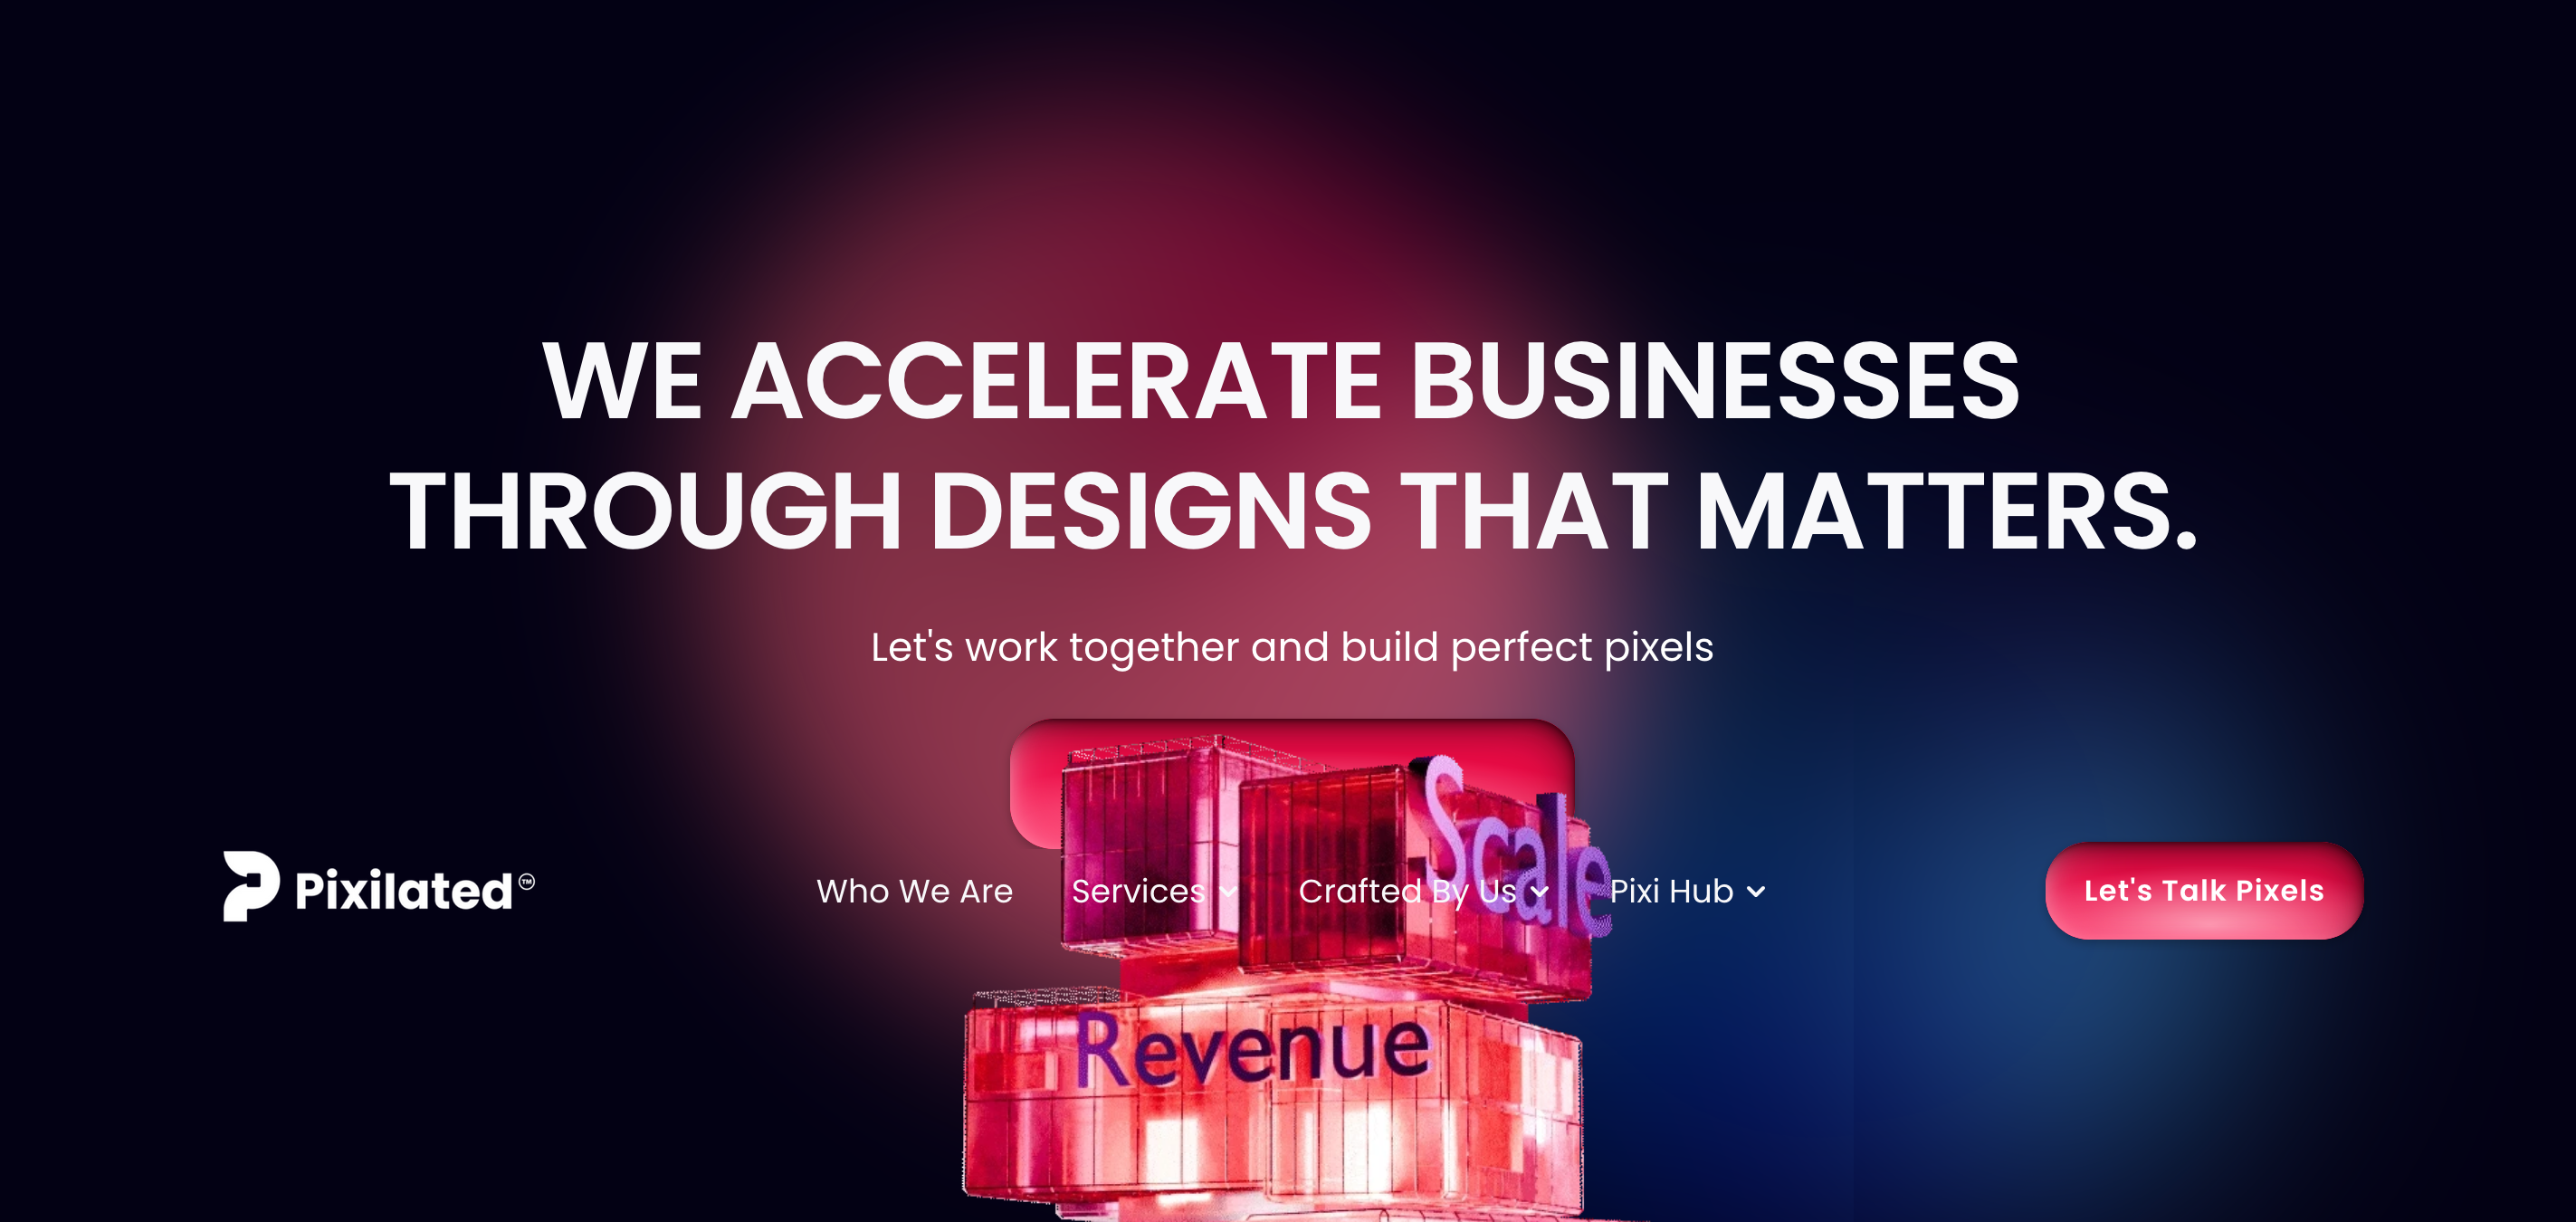 WE ACCELERATE BUSINESSES
THROUGH DESIGNS THAT MATTERS.
Let's work together and build perfect pixels
Scale
Pixilated TM
Who We Are
Services
Crafted By Us
Pixi Hub
Let's Talk Pixels
Revenue